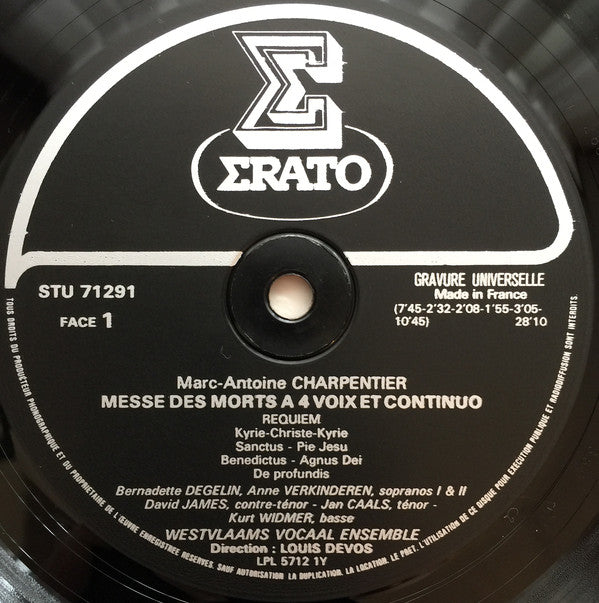 ΣRATO
STU 71291
FACE 1
GRAVURE UNIVERSELLE
Made in France
(7'45-2'32-2'08-1'55-3'05-
10'45) 28'10
Marc-Antoine CHARPENTIER
MESSE DES MORTS A 4 VOIX ET CONTINUO
REQUIEM
Kyrie-Christe-Kyrie
Sanctus - Pie Jesu
Benedictus - Agnus Dei
De profundis
Bernadette DEGELIN, Anne VERKINDEREN, sopranos I & II
David JAMES, contre-ténor - Jan CAALS, ténor -
Kurt WIDMER, basse
WESTVLAAMS VOCAAL ENSEMBLE
Direction : LOUIS DEVOS
LPL 5712 1Y
TOUS DROITS DU PRODUCTEUR PHONOGRAPHIQUE ET DU PROPRIETAIRE DE L'ŒUVRE ENREGISTREE RESERVES. SAUF AUTORISATION LA DUPLICATION, LA LOCATION, LE PRET, L'UTILISATION DE CE DISQUE POUR EXECUTION PUBLIQUE ET RADIODIFFUSION SONT INTERDITS.